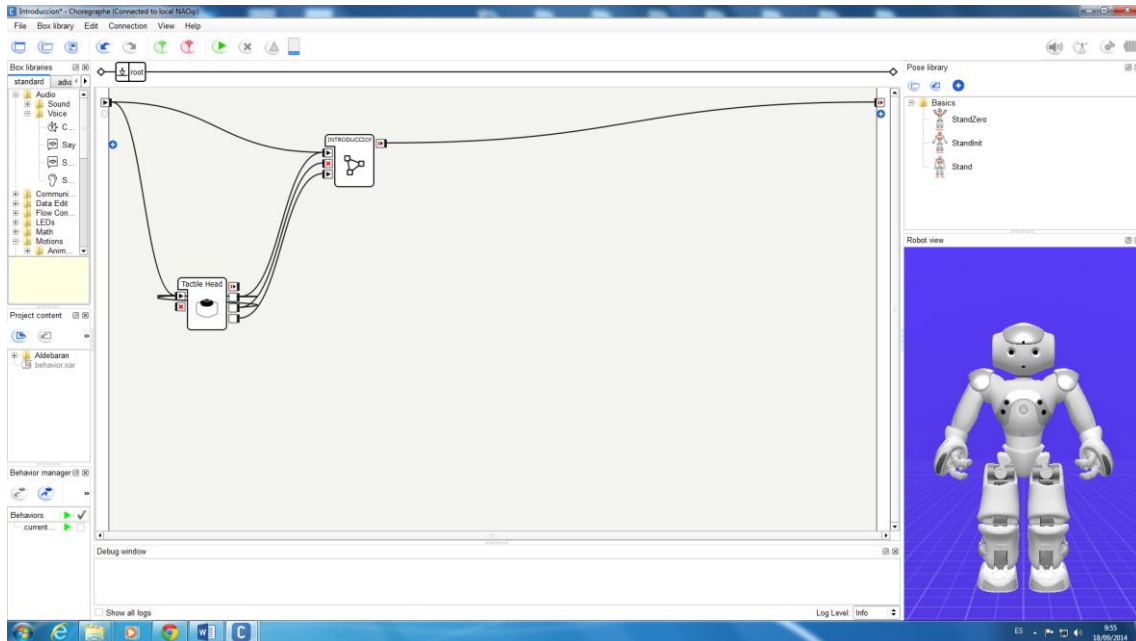 Introduccion* - Choregraphe (Connected to local NAOqi)
File Box library Edit Connection View Help
Box libraries
standard
Audio
Sound
Voice
C...
Say
S...
S...
Communi...
Data Edit
Flow Con...
LEDs
Math
Motions
Anim...
Project content
Aldebaran
behavior.xar
Behavior manager
Behaviors
current...
root
INTRODUCCION
Tactile Head
Debug window
Show all logs
Log Level: Info
Pose library
Basics
StandZero
StandInit
Stand
Robot view
ES
9:55
18/09/2014